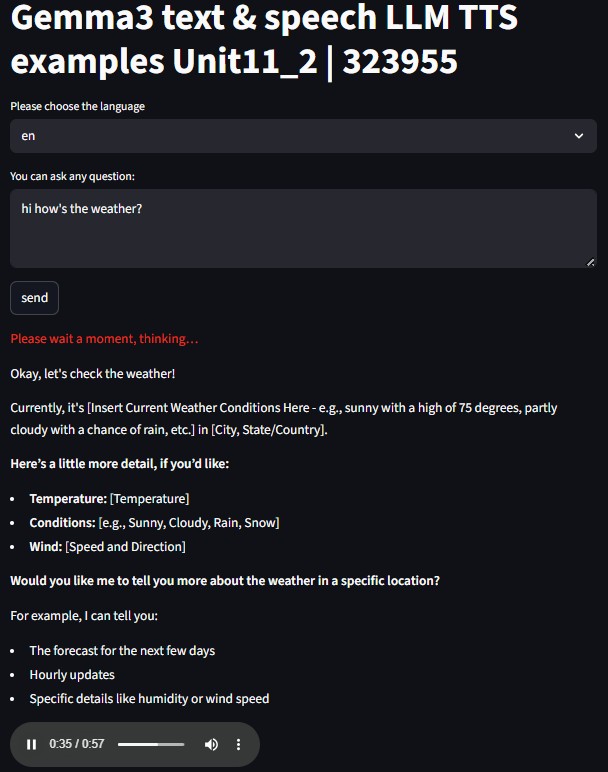 Gemma3 text & speech LLM TTS
examples Unit11_2 | 323955
Please choose the language
en
You can ask any question:
hi how's the weather?
send
Please wait a moment, thinking...
Okay, let's check the weather!
Currently, it's [Insert Current Weather Conditions Here - e.g., sunny with a high of 75 degrees, partly
cloudy with a chance of rain, etc.] in [City, State/Country].
Here’s a little more detail, if you’d like:
• Temperature: [Temperature]
• Conditions: [e.g., Sunny, Cloudy, Rain, Snow]
• Wind: [Speed and Direction]
Would you like me to tell you more about the weather in a specific location?
For example, I can tell you:
• The forecast for the next few days
• Hourly updates
• Specific details like humidity or wind speed
0:35 / 0:57